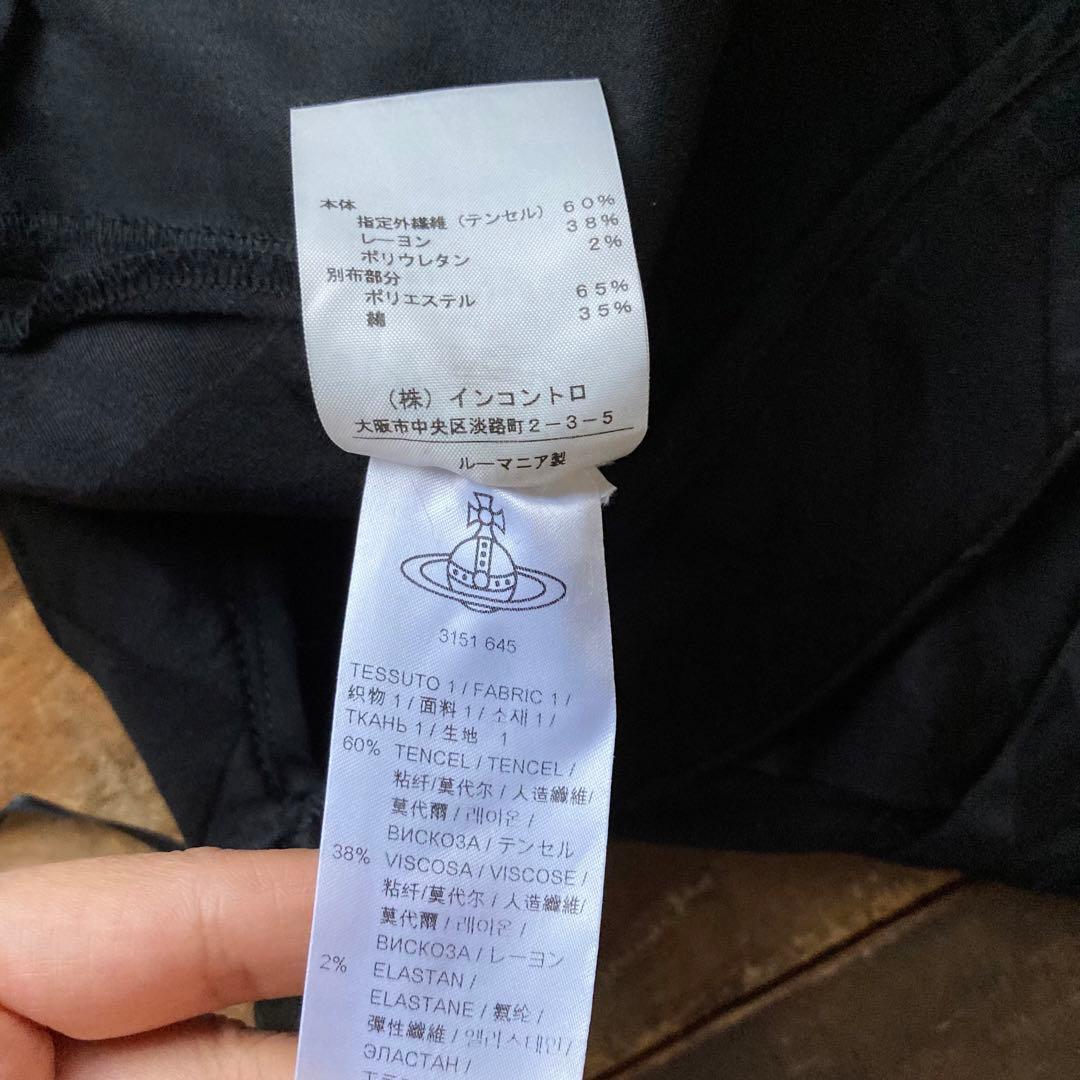 本体
指定外繊維（テンセル） 60%
レーヨン 38%
ポリウレタン 2%
別布部分
ポリエステル 65%
綿 35%
（株）インコントロ
大阪市中央区淡路町2-3-5
ルーマニア製
3151 645
TESSUTO 1 / FABRIC 1 /
织物 1 / 面料 1 / 소재 1 /
ТКАНЬ 1 / 生地 1
60% TENCEL / TENCEL /
粘纤/莫代尔 / 人造纖維/
莫代爾 / 레이온 /
ВИСКОЗА / テンセル
38% VISCOSA / VISCOSE /
粘纤/莫代尔 / 人造纖維/
莫代爾 / 레이온 /
ВИСКОЗА / レーヨン
2% ELASTAN /
ELASTANE / 氨纶 /
彈性纖維 / 엘라스테인/
ЭЛАСТАН /